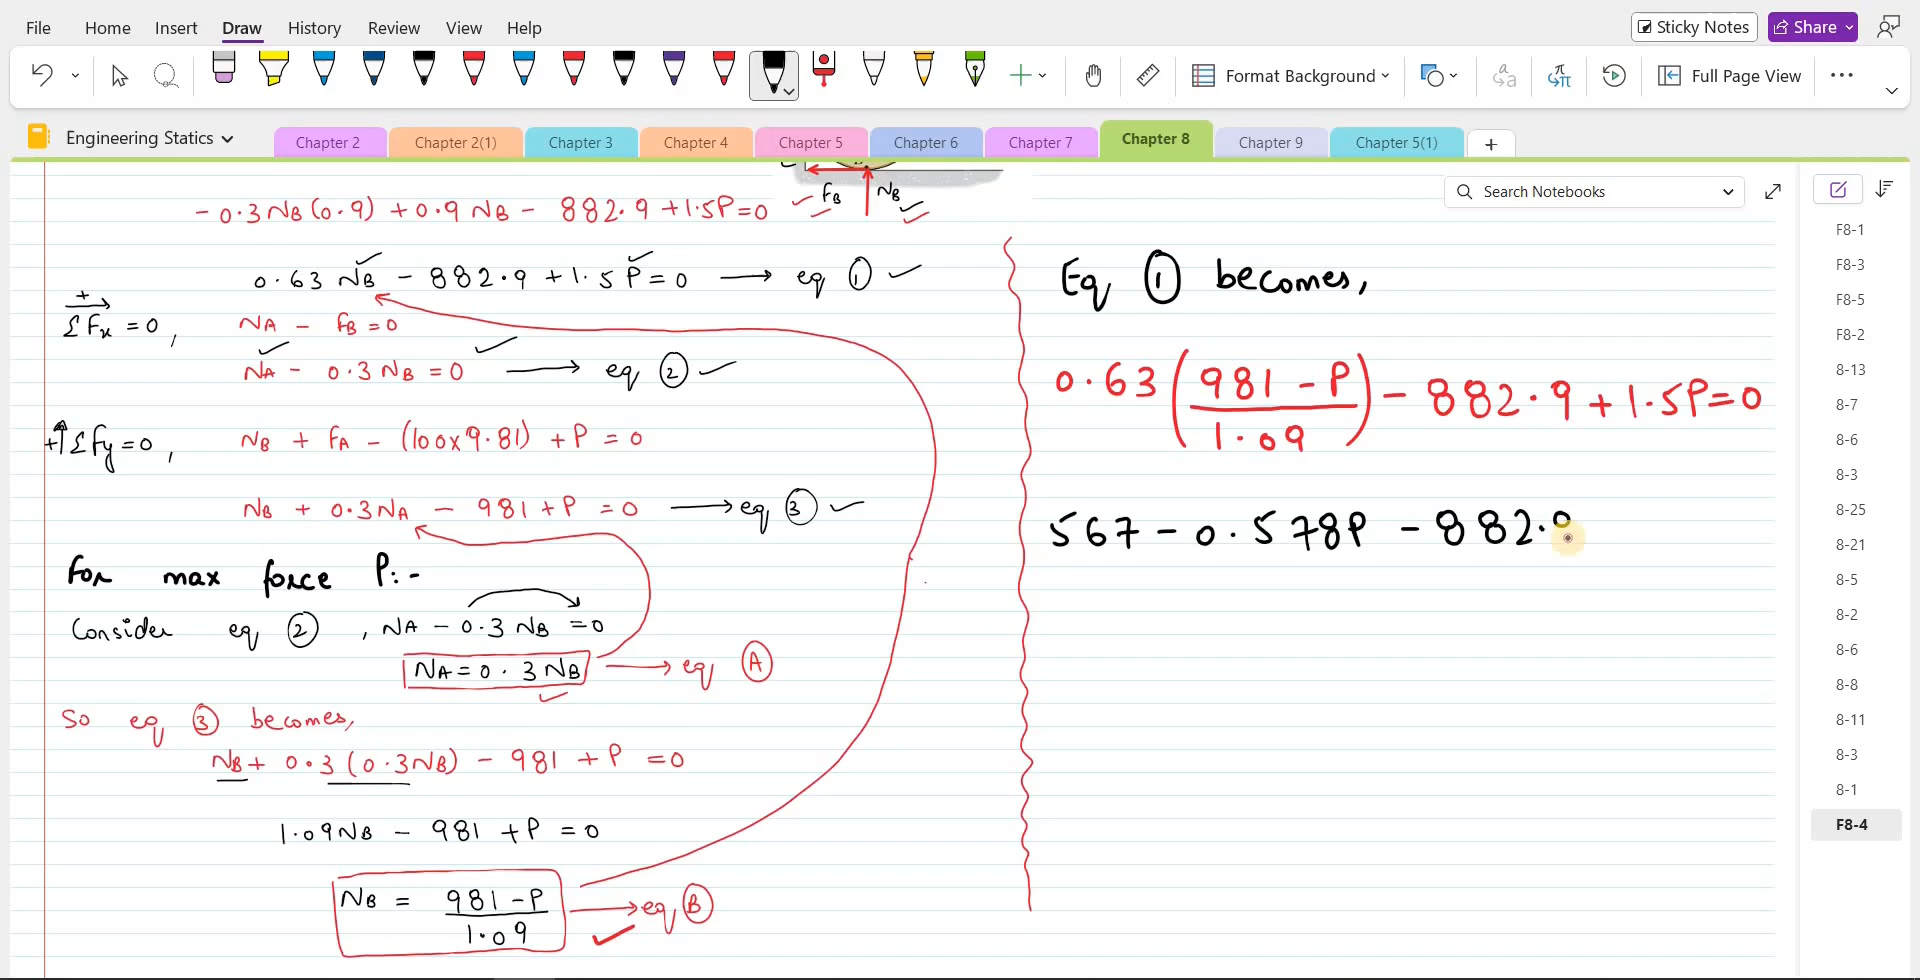 File Home Insert Draw History Review View Help
Sticky Notes Share
Format Background Full Page View
Engineering Statics Chapter 2 Chapter 2(1) Chapter 3 Chapter 4 Chapter 5 Chapter 6 Chapter 7 Chapter 8 Chapter 9 Chapter 5(1) +
Search Notebooks
FB NB
- 0.3NB(0.9) + 0.9 NB - 882.9 + 1.5P = 0
0.63 NB - 882.9 + 1.5 P = 0 → eq ①
ΣFx = 0, NA - FB = 0
NA - 0.3 NB = 0 → eq ②
+↑ΣFy = 0, NB + FA - (100x9.81) + P = 0
NB + 0.3NA - 981 + P = 0 → eq ③
For max force P:-
Consider eq ②, NA - 0.3 NB = 0
NA = 0.3 NB → eq Ⓐ
So eq ③ becomes,
NB + 0.3 (0.3NB) - 981 + P = 0
1.09NB - 981 + P = 0
NB = 981 - P
1.09
→ eq Ⓑ
Eq ① becomes,
0.63 (981 - P / 1.09) - 882.9 + 1.5P = 0
567 - 0.578P - 882.9
F8-1
F8-3
F8-5
F8-2
8-13
8-7
8-6
8-3
8-25
8-21
8-5
8-2
8-6
8-8
8-11
8-3
8-1
F8-4